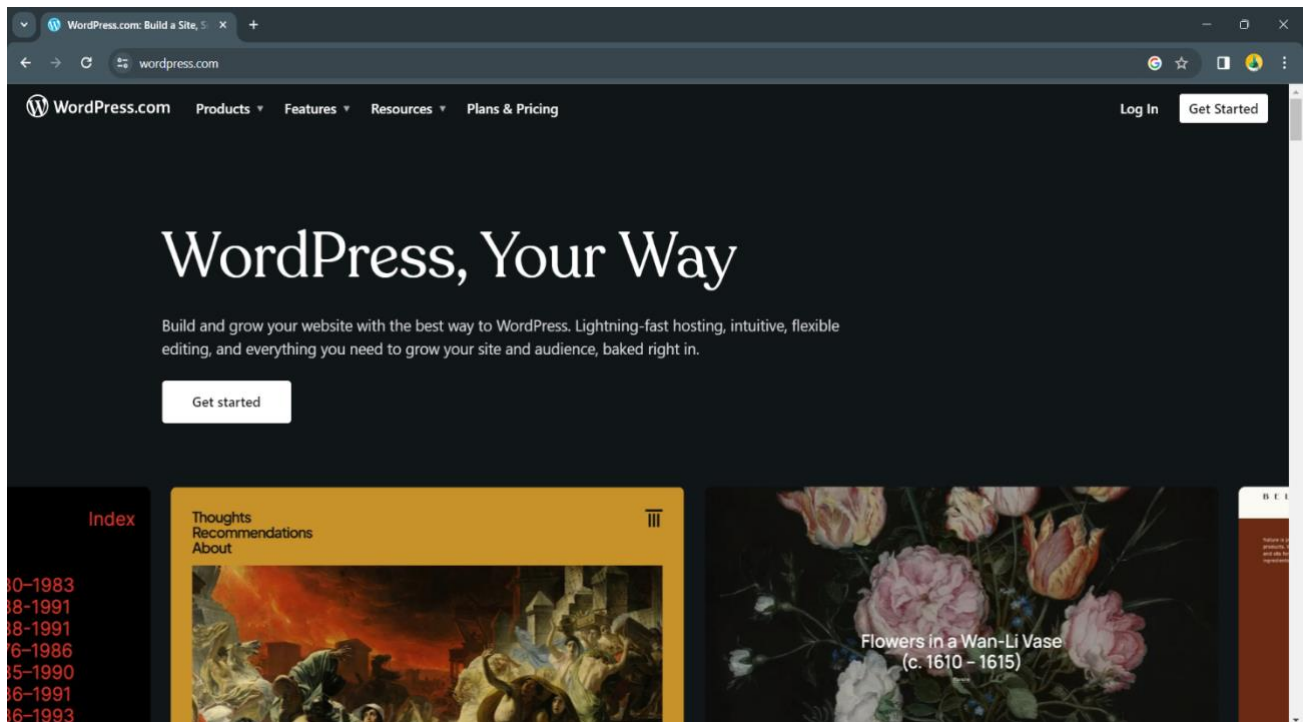 WordPress.com: Build a Site, S
wordpress.com
WordPress.com Products Features Resources Plans & Pricing Log In Get Started
WordPress, Your Way
Build and grow your website with the best way to WordPress. Lightning-fast hosting, intuitive, flexible
editing, and everything you need to grow your site and audience, baked right in.
Get started
Index
30–1983
38-1991
38-1991
76–1986
35–1990
36–1991
36–1993
Thoughts
Recommendations
About
Flowers in a Wan-Li Vase
(c. 1610 – 1615)